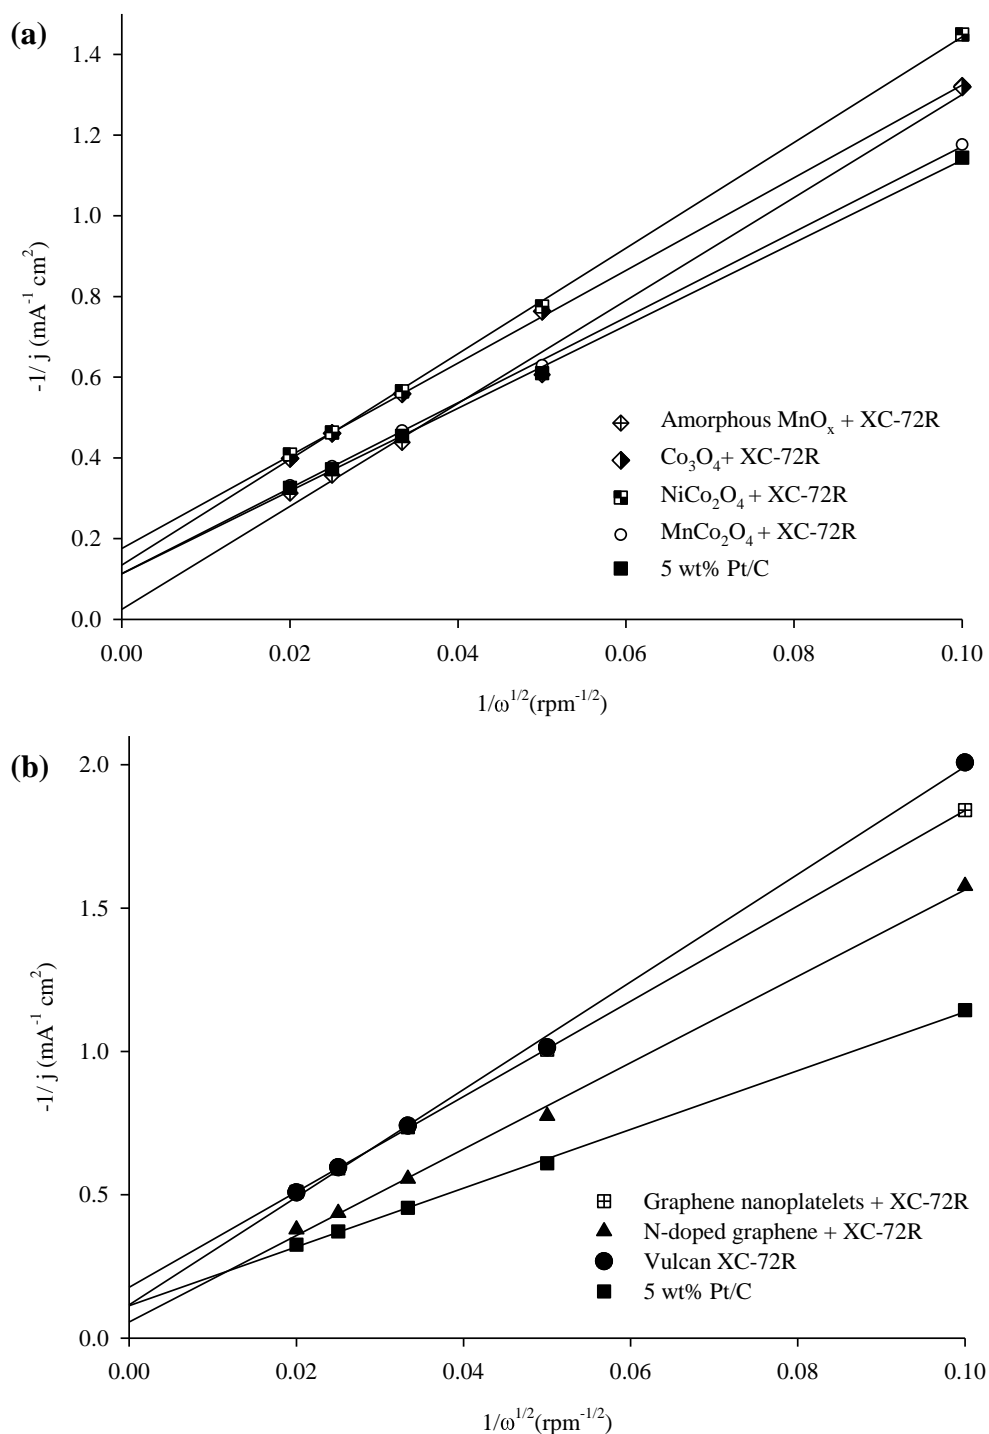 (a)
1.4
1.2
1.0
0.8
0.6
0.4
0.2
0.0
-1/ j (mA⁻¹ cm²)
Amorphous MnOₓ + XC-72R
Co₃O₄+ XC-72R
NiCo₂O₄ + XC-72R
MnCo₂O₄ + XC-72R
5 wt% Pt/C
0.00 0.02 0.04 0.06 0.08 0.10
1/ω^1/2(rpm^-1/2)
(b)
2.0
1.5
1.0
0.5
0.0
-1/ j (mA⁻¹ cm²)
Graphene nanoplatelets + XC-72R
N-doped graphene + XC-72R
Vulcan XC-72R
5 wt% Pt/C
0.00 0.02 0.04 0.06 0.08 0.10
1/ω^1/2(rpm^-1/2)